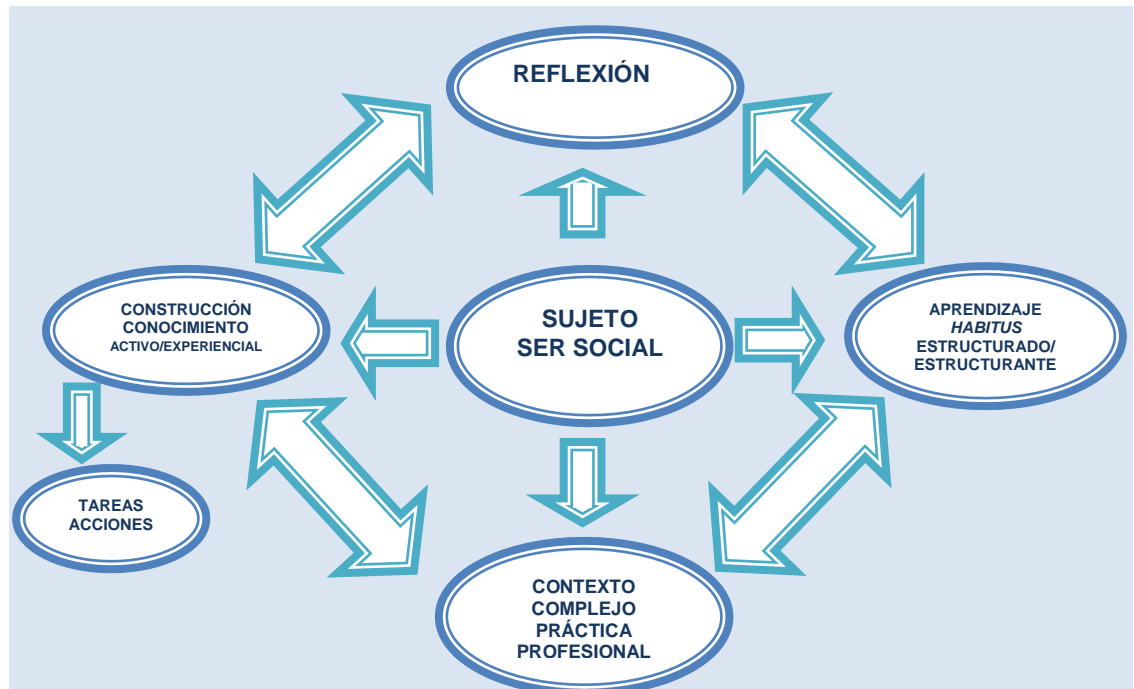 REFLEXIÓN
CONSTRUCCIÓN
CONOCIMIENTO
ACTIVO/EXPERIENCIAL
SUJETO
SER SOCIAL
APRENDIZAJE
HABITUS
ESTRUCTURADO/
ESTRUCTURANTE
TAREAS
ACCIONES
CONTEXTO
COMPLEJO
PRÁCTICA
PROFESIONAL